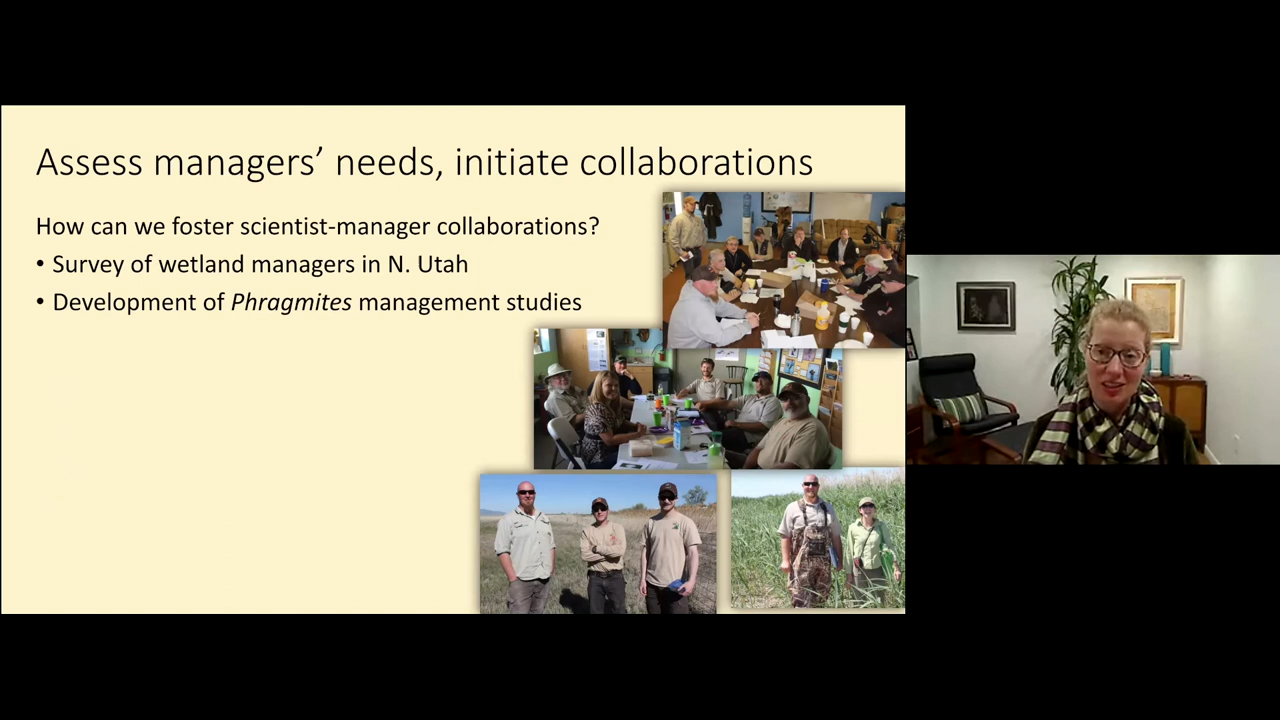 Assess managers’ needs, initiate collaborations
How can we foster scientist-manager collaborations?
• Survey of wetland managers in N. Utah
• Development of Phragmites management studies